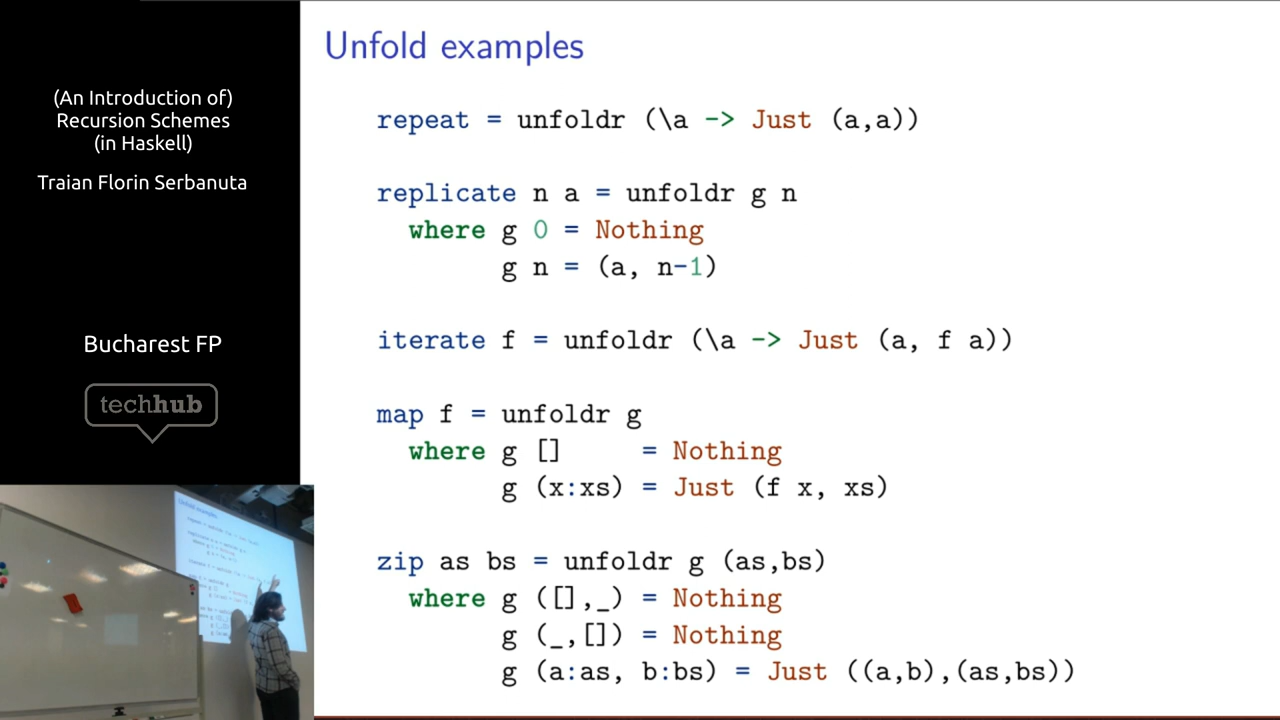 (An Introduction of)
Recursion Schemes
(in Haskell)
Traian Florin Serbanuta
Bucharest FP
techhub
Unfold examples
repeat = unfoldr (\a -> Just (a,a))
replicate n a = unfoldr g n
where g 0 = Nothing
g n = (a, n-1)
iterate f = unfoldr (\a -> Just (a, f a))
map f = unfoldr g
where g [] = Nothing
g (x:xs) = Just (f x, xs)
zip as bs = unfoldr g (as,bs)
where g ([],_) = Nothing
g (_,[]) = Nothing
g (a:as, b:bs) = Just ((a,b),(as,bs))
Unfold examples